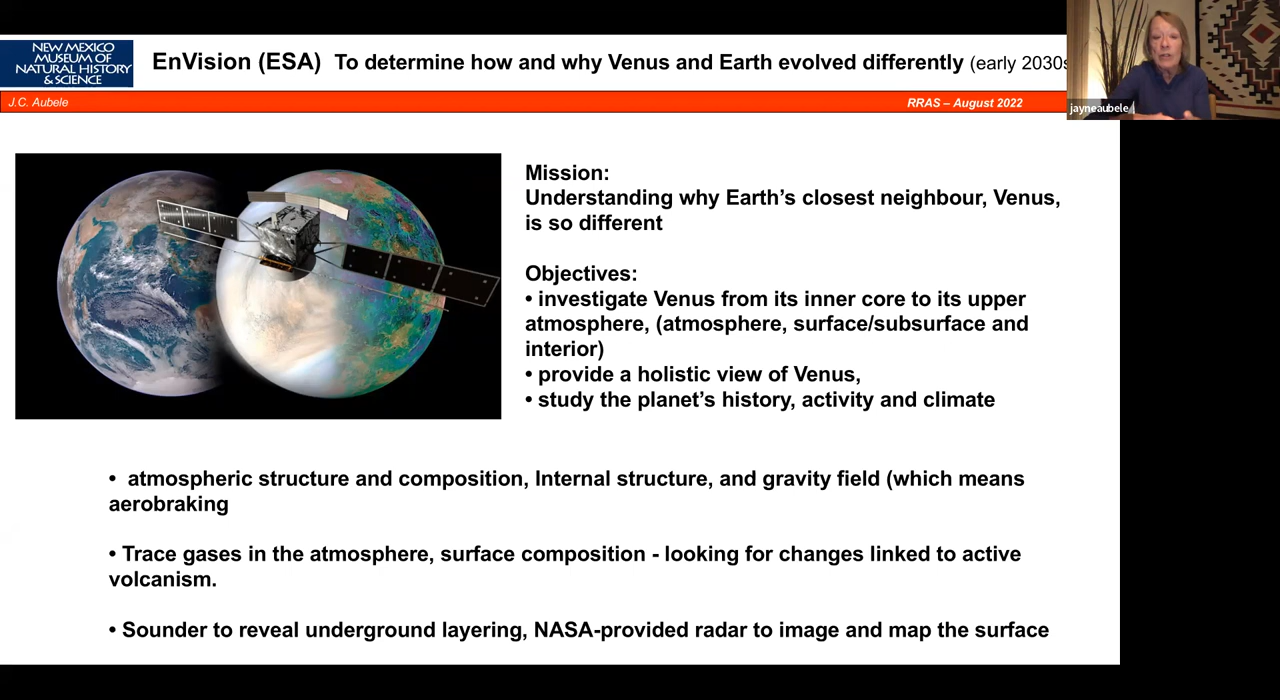 NEW MEXICO
MUSEUM OF
NATURAL HISTORY
& SCIENCE
EnVision (ESA) To determine how and why Venus and Earth evolved differently (early 2030s
J.C. Aubele
RRAS – August 2022
jayneaubele
Mission:
Understanding why Earth's closest neighbour, Venus,
is so different
Objectives:
• investigate Venus from its inner core to its upper
atmosphere, (atmosphere, surface/subsurface and
interior)
• provide a holistic view of Venus,
• study the planet's history, activity and climate
• atmospheric structure and composition, Internal structure, and gravity field (which means
aerobraking
• Trace gases in the atmosphere, surface composition - looking for changes linked to active
volcanism.
• Sounder to reveal underground layering, NASA-provided radar to image and map the surface